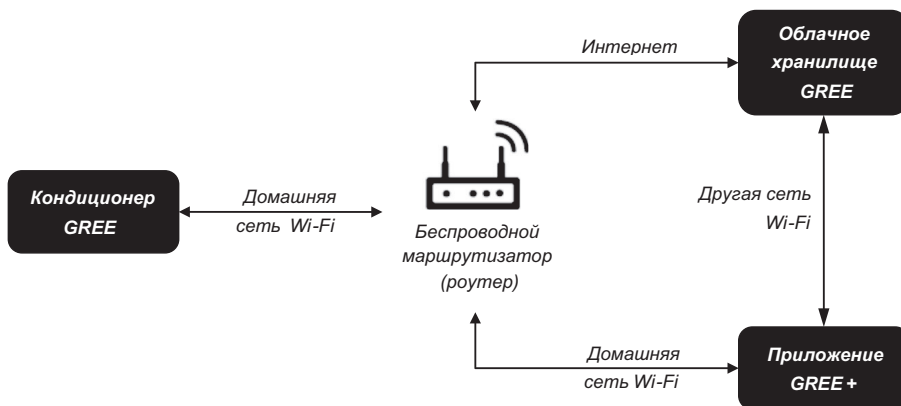 Интернет
Облачное
хранилище
GREE
Кондиционер
GREE
Домашняя
сеть Wi-Fi
Беспроводной
маршрутизатор
(роутер)
Другая сеть
Wi-Fi
Домашняя
сеть Wi-Fi
Приложение
GREE +